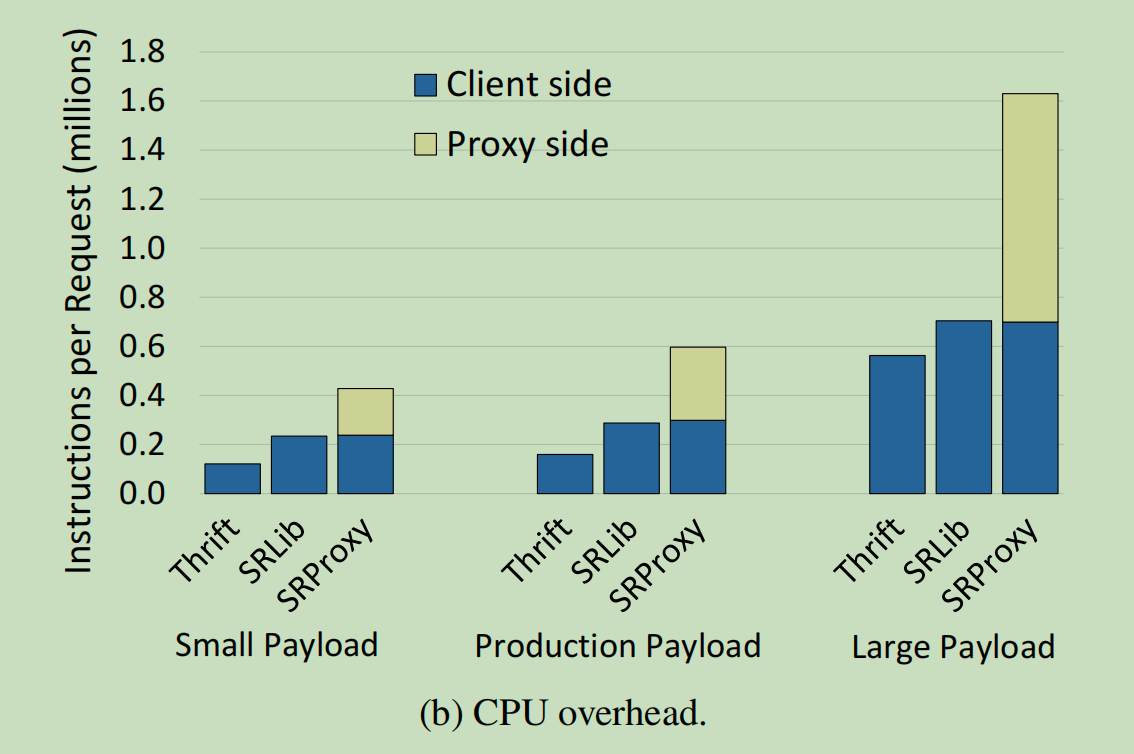 Instructions per Request (millions)
1.8
1.6
1.4
1.2
1.0
0.8
0.6
0.4
0.2
0.0
Client side
Proxy side
Thrift
SRLib
SRProxy
Thrift
SRLib
SRProxy
Thrift
SRLib
SRProxy
Small Payload
Production Payload
Large Payload
(b) CPU overhead.